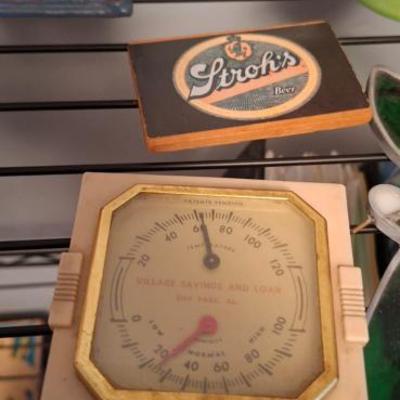 Stroh's
Beer
PATENTS PENDING
0 20 40 60 80 100 120
TEMPERATURE
VILLAGE SAVINGS AND LOAN
LOW HIGH
NORMAL
0 20 40 60 80 100